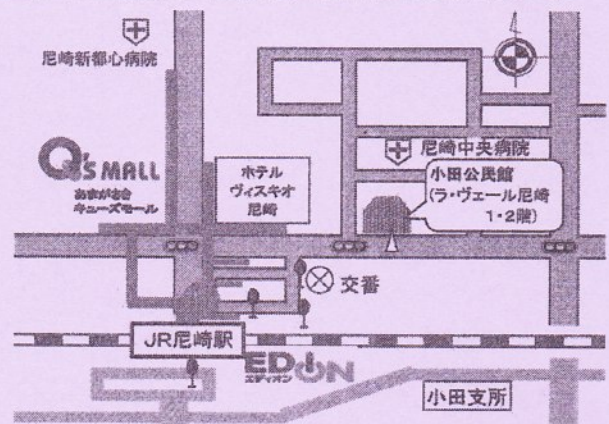 尼崎新都心病院
Q's MALL
あまがさき
キューズモール
ホテル
ヴィスキオ
尼崎
尼崎中央病院
小田公民館
(ラ・ヴェール尼崎
1・2階)
交番
JR尼崎駅
EDION
エディオン
小田支所